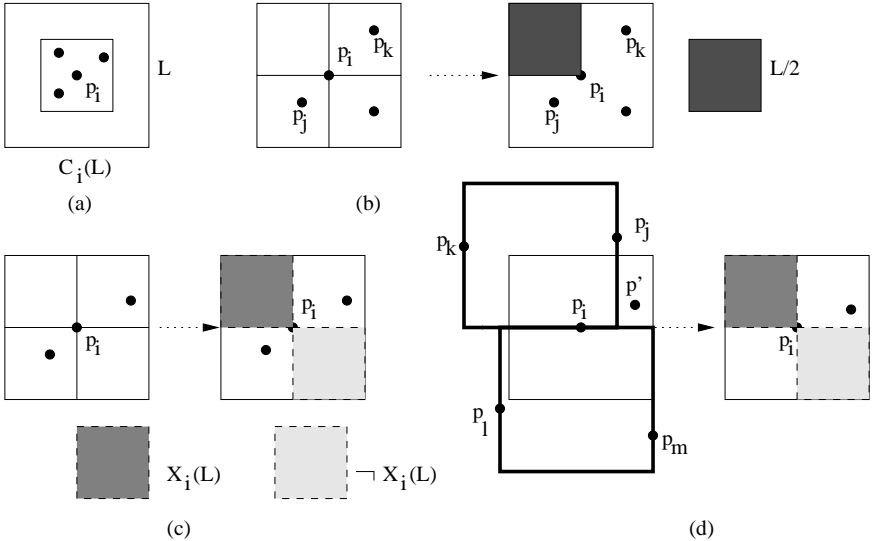 L
p_i
C_i(L)
(a)
p_i
p_k
p_j
p_k
p_i
p_j
L/2
(b)
p_i
p_i
X_i(L)
¬ X_i(L)
(c)
p_k
p_j
p'
p_i
p_l
p_m
p_i
(d)